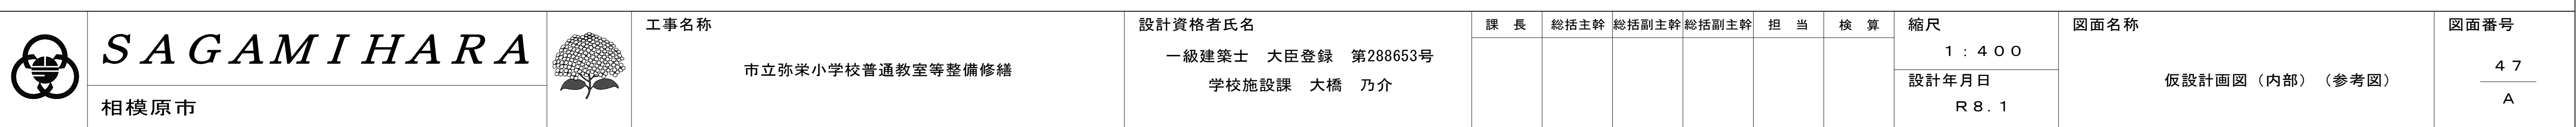 SAGAMIHARA
相模原市
工事名称
市立弥栄小学校普通教室等整備修繕
設計資格者氏名
一級建築士　大臣登録　第288653号
学校施設課　大橋　乃介
課　長
総括主幹
総括副主幹
総括副主幹
担　当
検　算
縮尺
１：４００
設計年月日
Ｒ８．１
図面名称
仮設計画図（内部）（参考図）
図面番号
４７
Ａ